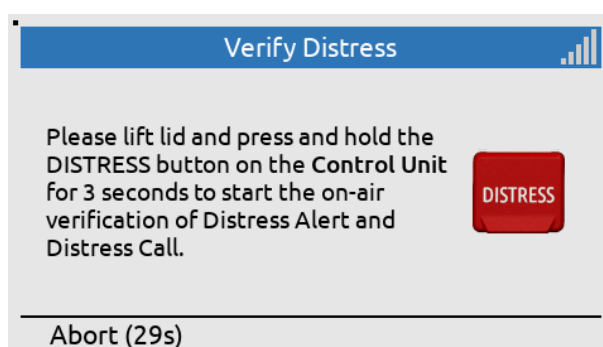 Verify Distress
Please lift lid and press and hold the
DISTRESS button on the Control Unit
for 3 seconds to start the on-air
verification of Distress Alert and
Distress Call.
DISTRESS
Abort (29s)